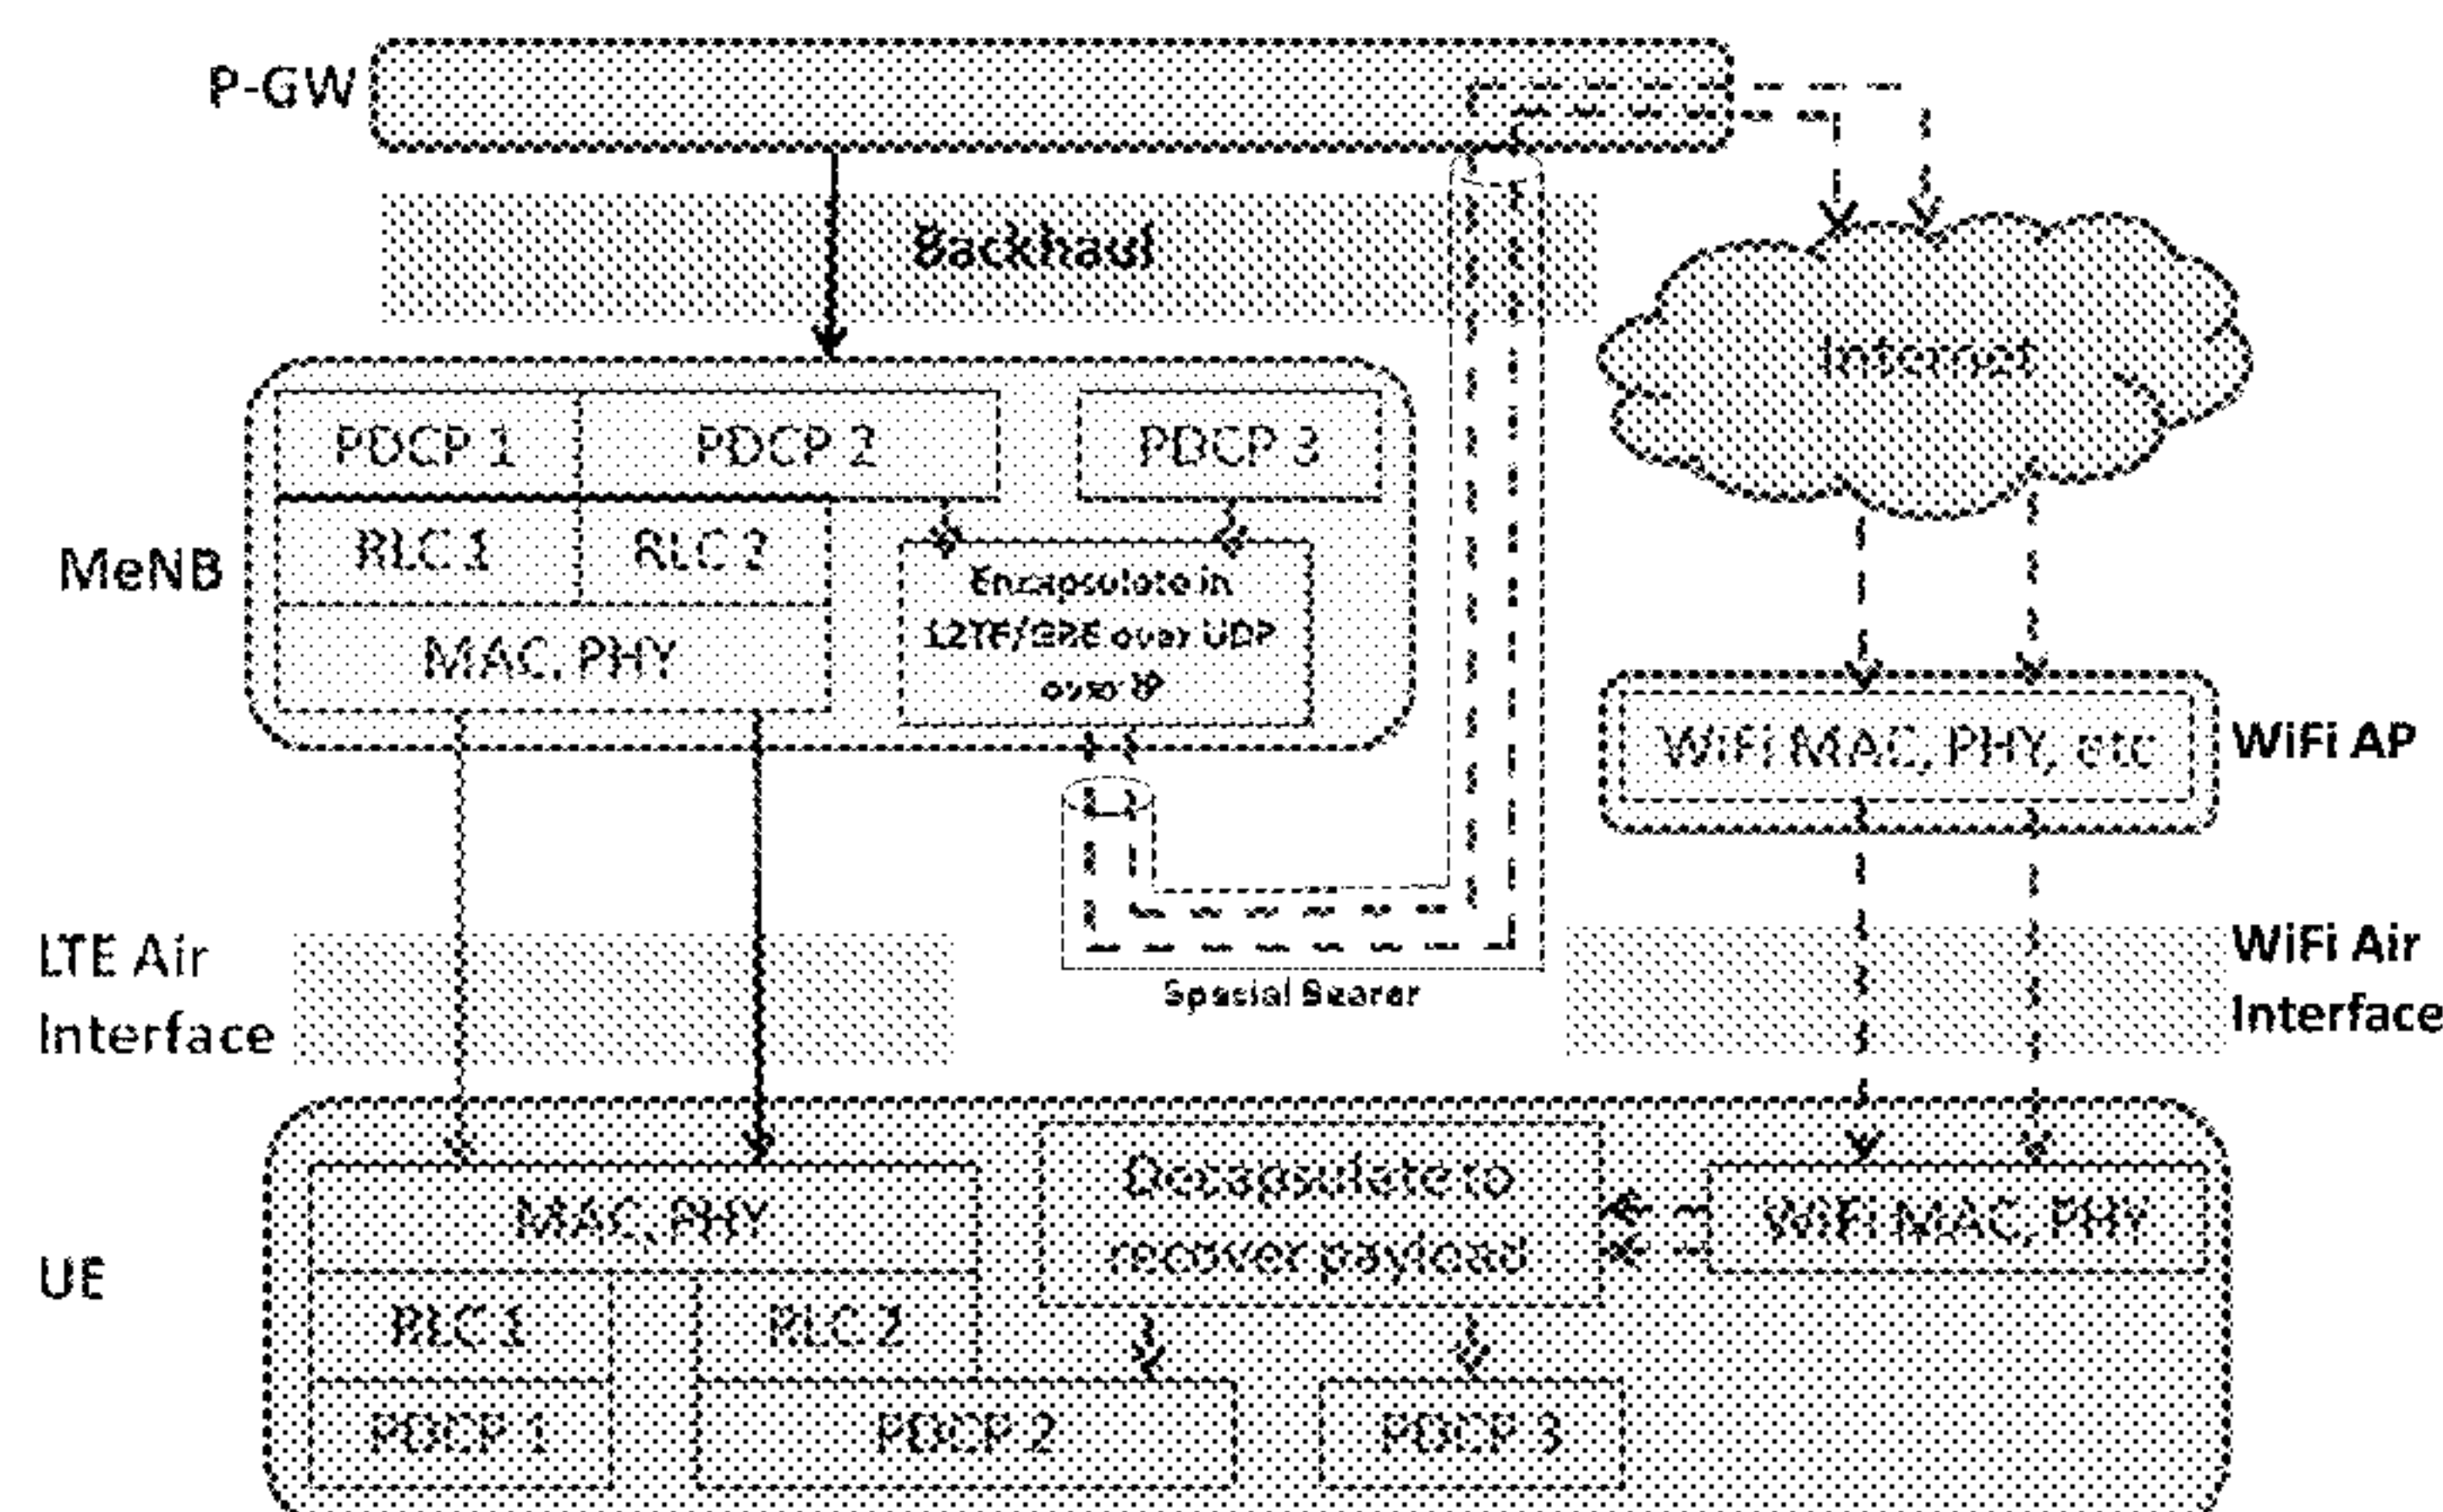 P-GW
Backhaul
Internet
PDCP 1
PDCP 2
PDCP 3
MeNB
RLC 1
RLC 2
Encapsulate in
L2TP/GRE over UDP
over IP
MAC, PHY
WiFi MAC, PHY, etc
WiFi AP
LTE Air
Interface
Special Bearer
WiFi Air
Interface
UE
MAC, PHY
Decapsulate to
recover payload
WiFi MAC, PHY
RLC 1
RLC 2
PDCP 1
PDCP 2
PDCP 3